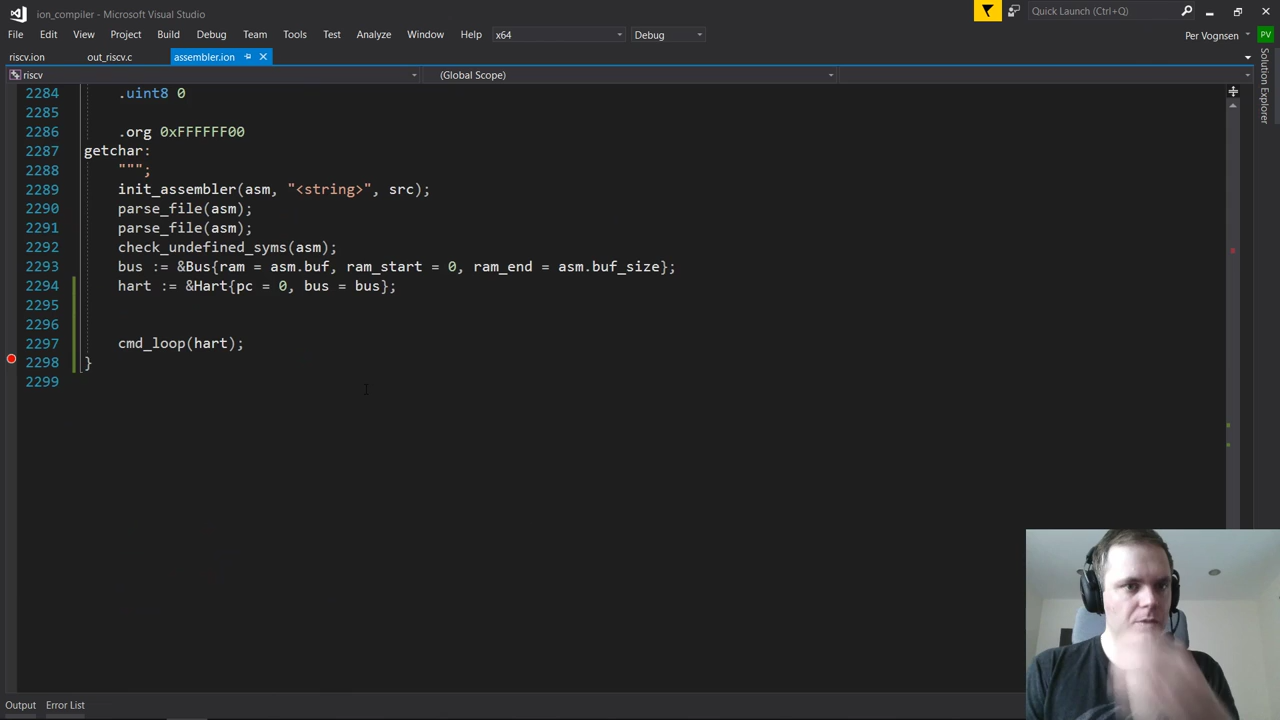 ion_compiler - Microsoft Visual Studio
Quick Launch (Ctrl+Q)
File Edit View Project Build Debug Team Tools Test Analyze Window Help x64 Debug
Per Vognsen PV
riscv.ion out_riscv.c assembler.ion
riscv (Global Scope)
Solution Explorer
2284 .uint8 0
2285
2286 .org 0xFFFFFF00
2287 getchar:
2288 """;
2289 init_assembler(asm, "<string>", src);
2290 parse_file(asm);
2291 parse_file(asm);
2292 check_undefined_syms(asm);
2293 bus := &Bus{ram = asm.buf, ram_start = 0, ram_end = asm.buf_size};
2294 hart := &Hart{pc = 0, bus = bus};
2295
2296
2297 cmd_loop(hart);
2298 }
2299
Output Error List